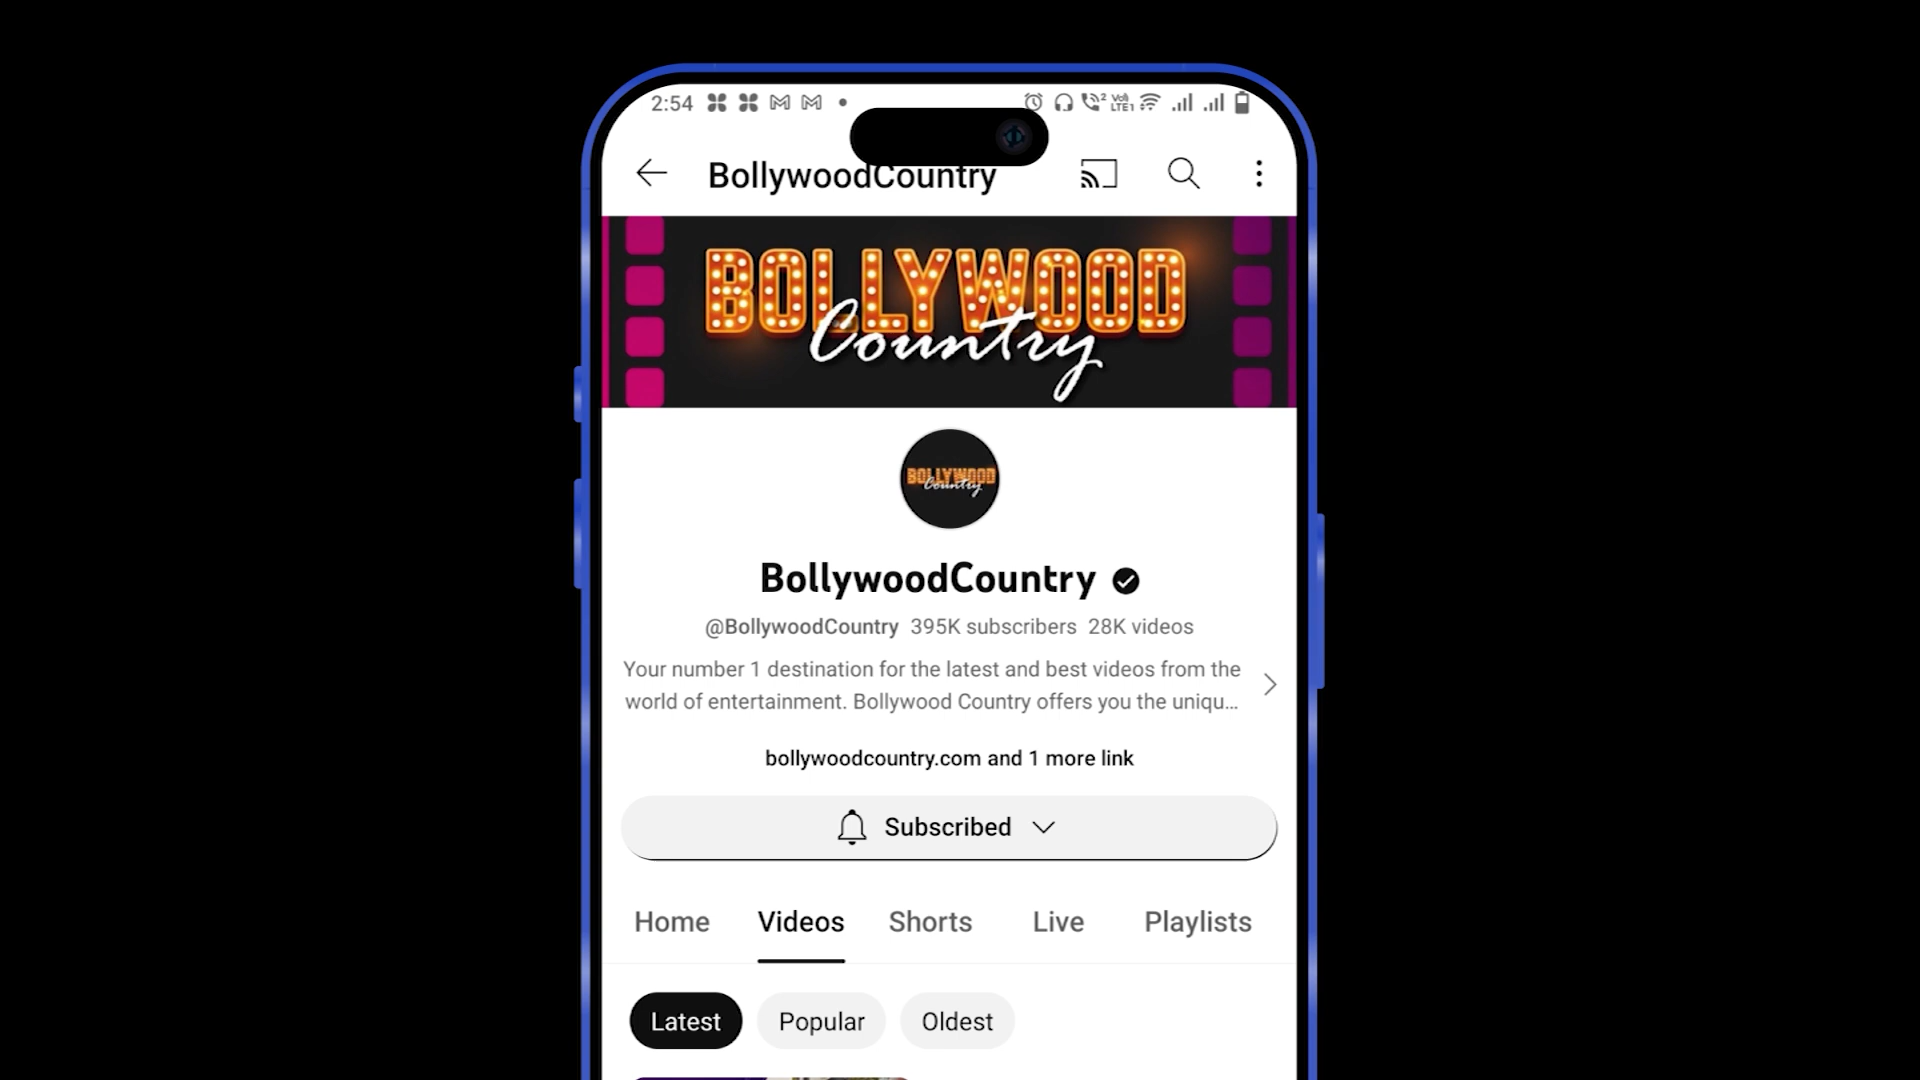 2:54
Vo)) LTE1
BollywoodCountry
BOLLYWOOD
Country
BOLLYWOOD
Country
BollywoodCountry
@BollywoodCountry 395K subscribers 28K videos
Your number 1 destination for the latest and best videos from the
world of entertainment. Bollywood Country offers you the uniqu...
bollywoodcountry.com and 1 more link
Subscribed
Home Videos Shorts Live Playlists
Latest Popular Oldest